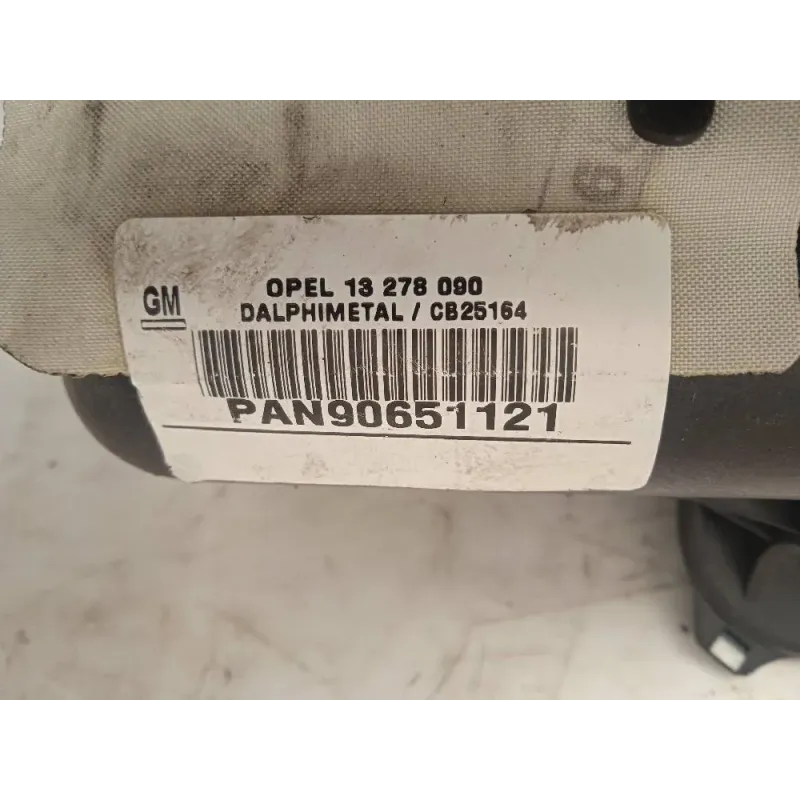 GM
OPEL 13 278 090
DALPHIMETAL / CB25164
PAN90651121